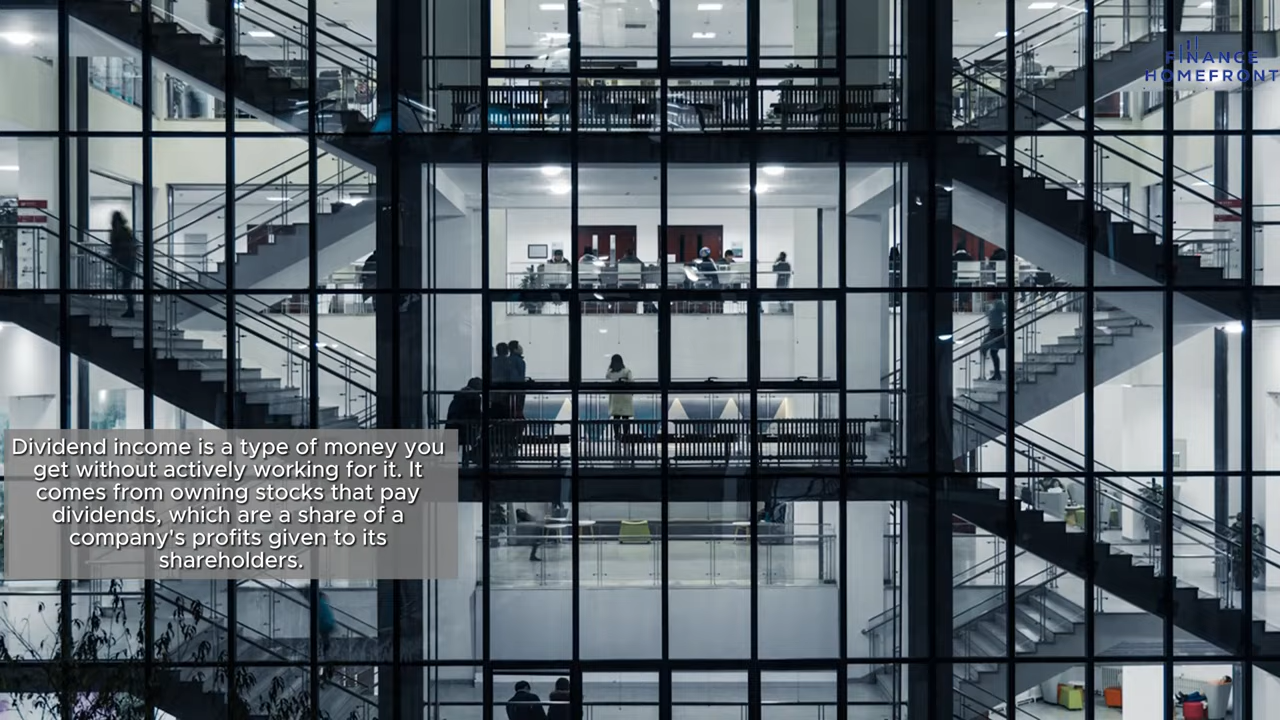 FINANCE
HOMEFRONT
Dividend income is a type of money you
get without actively working for it. It
comes from owning stocks that pay
dividends, which are a share of a
company's profits given to its
shareholders.